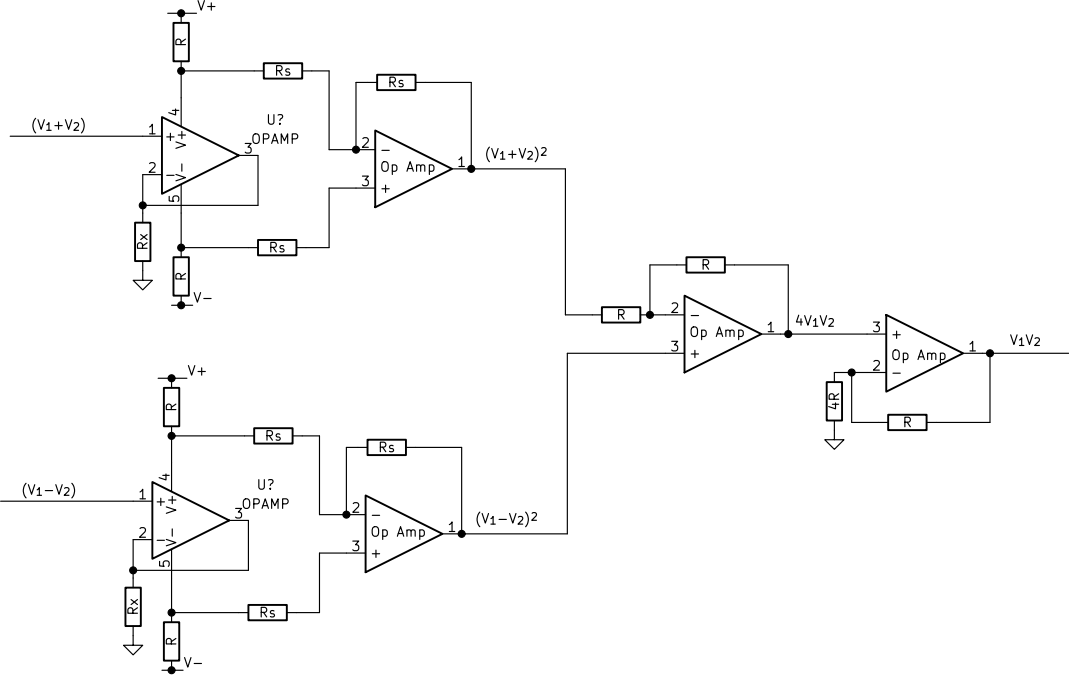 V+
R
Rs
Rs
(V₁+V₂)
1
+
V+
4
U?
OPAMP
3
2
−
V−
5
Rx
2
−
Op Amp
3
+
1
(V₁+V₂)²
Rs
R
V−
R
R
2
−
Op Amp
3
+
1
4V₁V₂
3
+
Op Amp
2
−
1
V₁V₂
4R
R
V+
R
Rs
Rs
(V₁−V₂)
1
+
V+
4
U?
OPAMP
3
2
−
V−
5
Rx
2
−
Op Amp
3
+
1
(V₁−V₂)²
Rs
R
V−